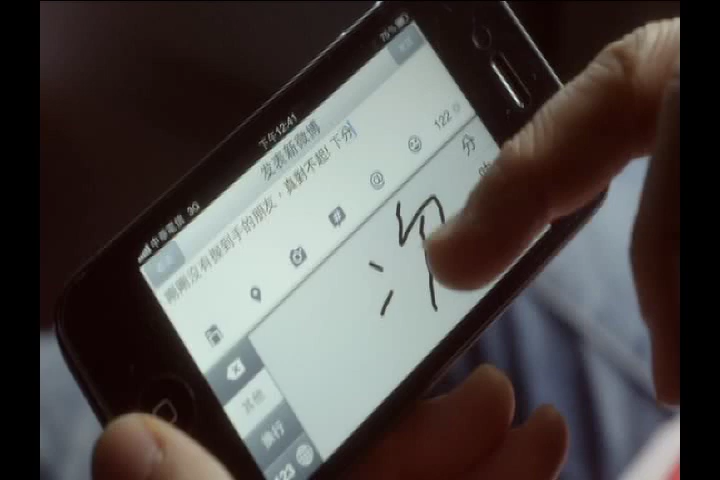 中華電信 3G 下午12:41
发表新微博
剛剛沒有握到手的朋友，真對不起! 下分
# @ 122
分
其他
換行
123